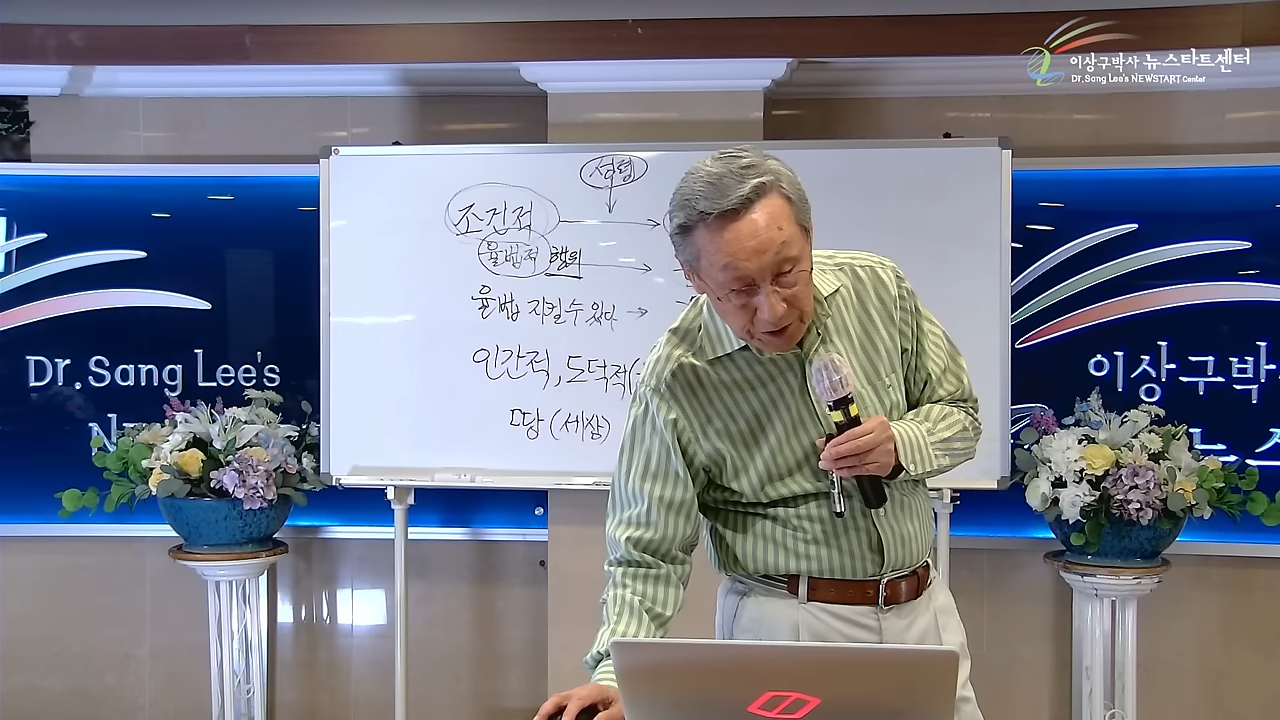 이상구박사 뉴스타트센터
Dr. Sang Lee's NEWSTART Center
성령
조건적
율법적 행위
율법 지킬 수 있다 →
인간적, 도덕적(
땅 (세상)
Dr. Sang Lee's
이상구박